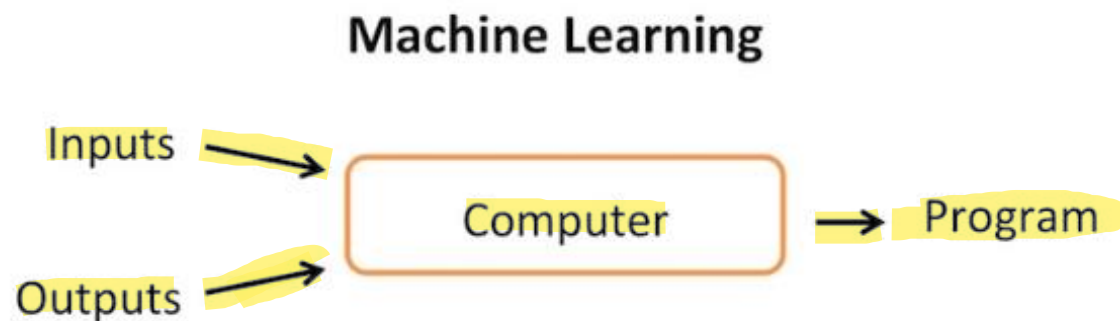 Machine Learning
Inputs
Computer
Program
Outputs